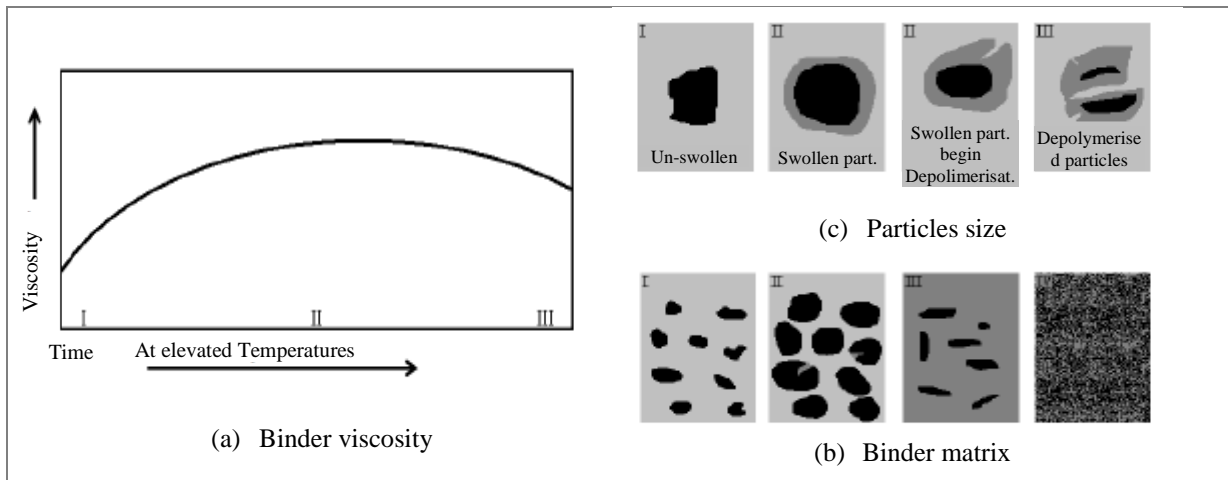 Viscosity
I
II
III
Time
At elevated Temperatures
(a) Binder viscosity
I
Un-swollen
II
Swollen part.
II
Swollen part.
begin
Depolimerisat.
III
Depolymerise
d particles
(c) Particles size
I
II
III
(b) Binder matrix